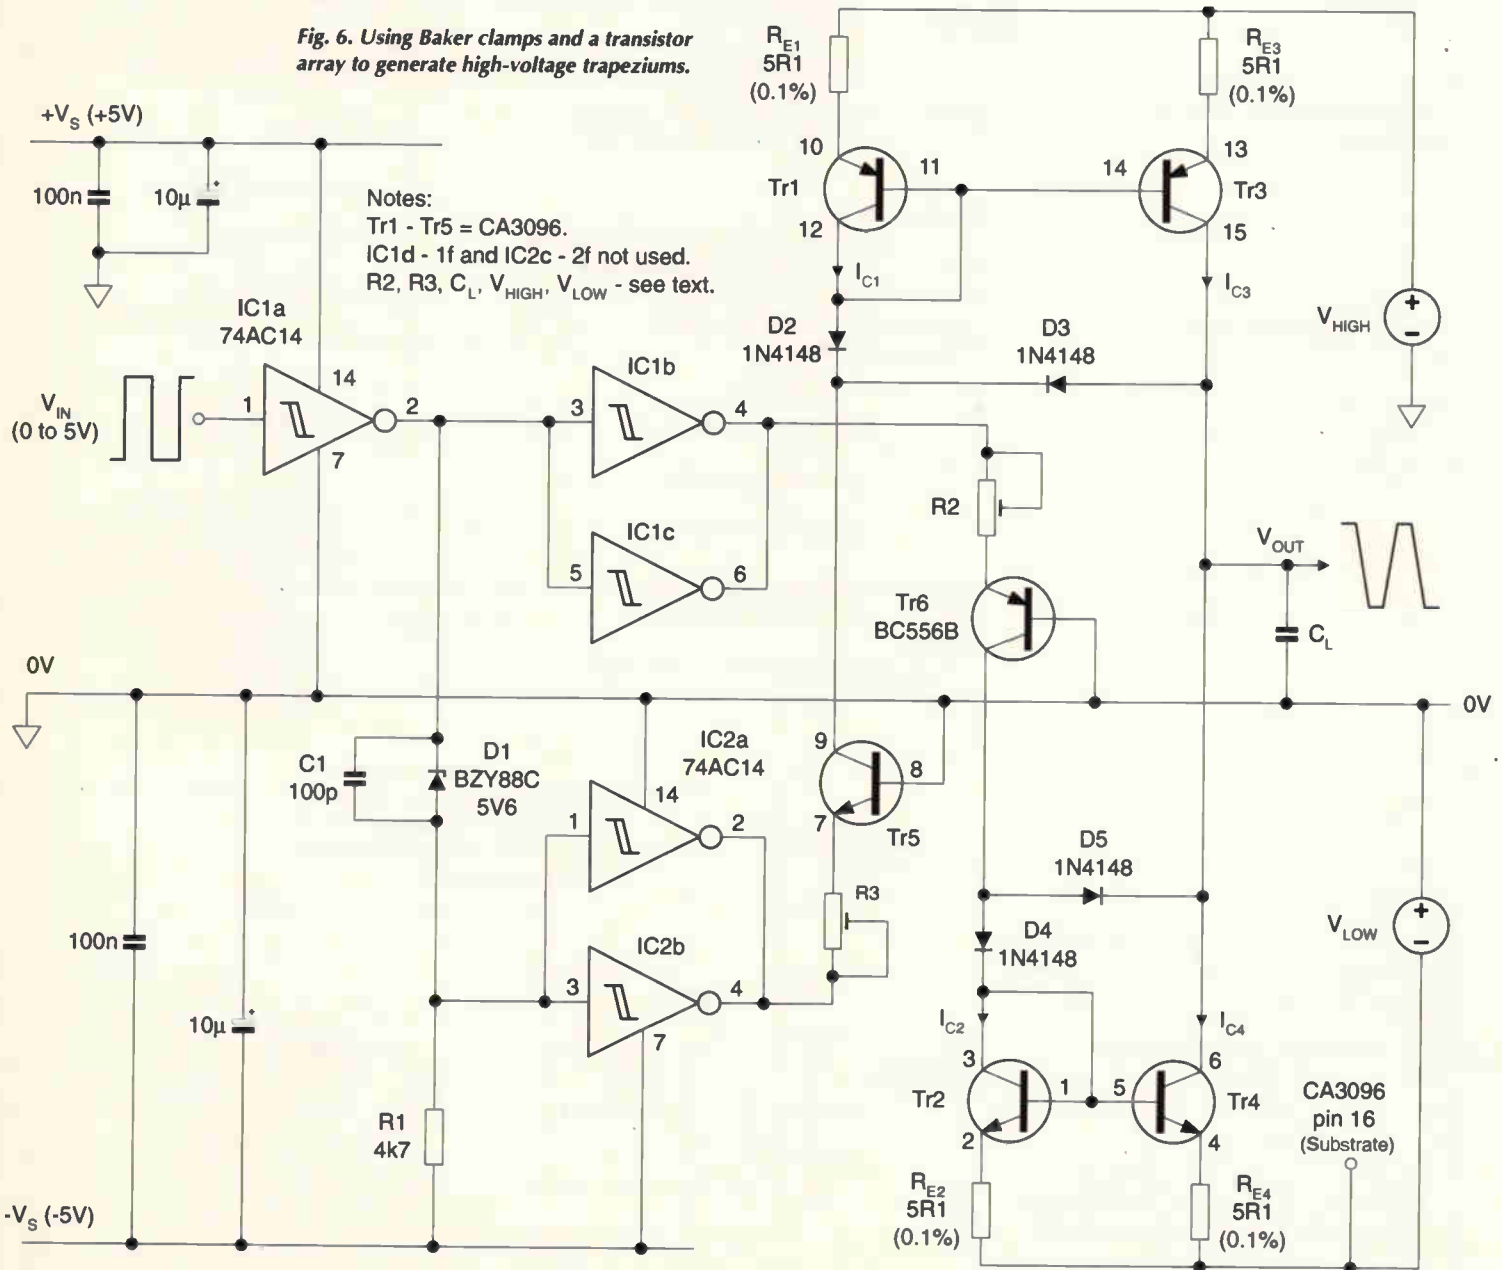 Fig. 6. Using Baker clamps and a transistor
array to generate high-voltage trapeziums.
+VS (+5V)
100n
10µ
+
Notes:
Tr1 - Tr5 = CA3096.
IC1d - 1f and IC2c - 2f not used.
R2, R3, CL, VHIGH, VLOW - see text.
RE1
5R1
(0.1%)
RE3
5R1
(0.1%)
10
11
Tr1
12
14
13
Tr3
15
IC1
IC3
VHIGH
+
−
D2
1N4148
D3
1N4148
IC1a
74AC14
VIN
(0 to 5V)
1
14
2
7
IC1b
3
4
IC1c
5
6
R2
Tr6
BC556B
VOUT
CL
0V
0V
C1
100p
D1
BZY88C
5V6
IC2a
74AC14
14
1
2
9
8
7
Tr5
R3
IC2b
3
4
7
D5
1N4148
D4
1N4148
VLOW
+
−
100n
10µ
+
R1
4k7
IC2
IC4
3
1
Tr2
2
5
6
Tr4
4
CA3096
pin 16
(Substrate)
RE2
5R1
(0.1%)
RE4
5R1
(0.1%)
-VS (-5V)